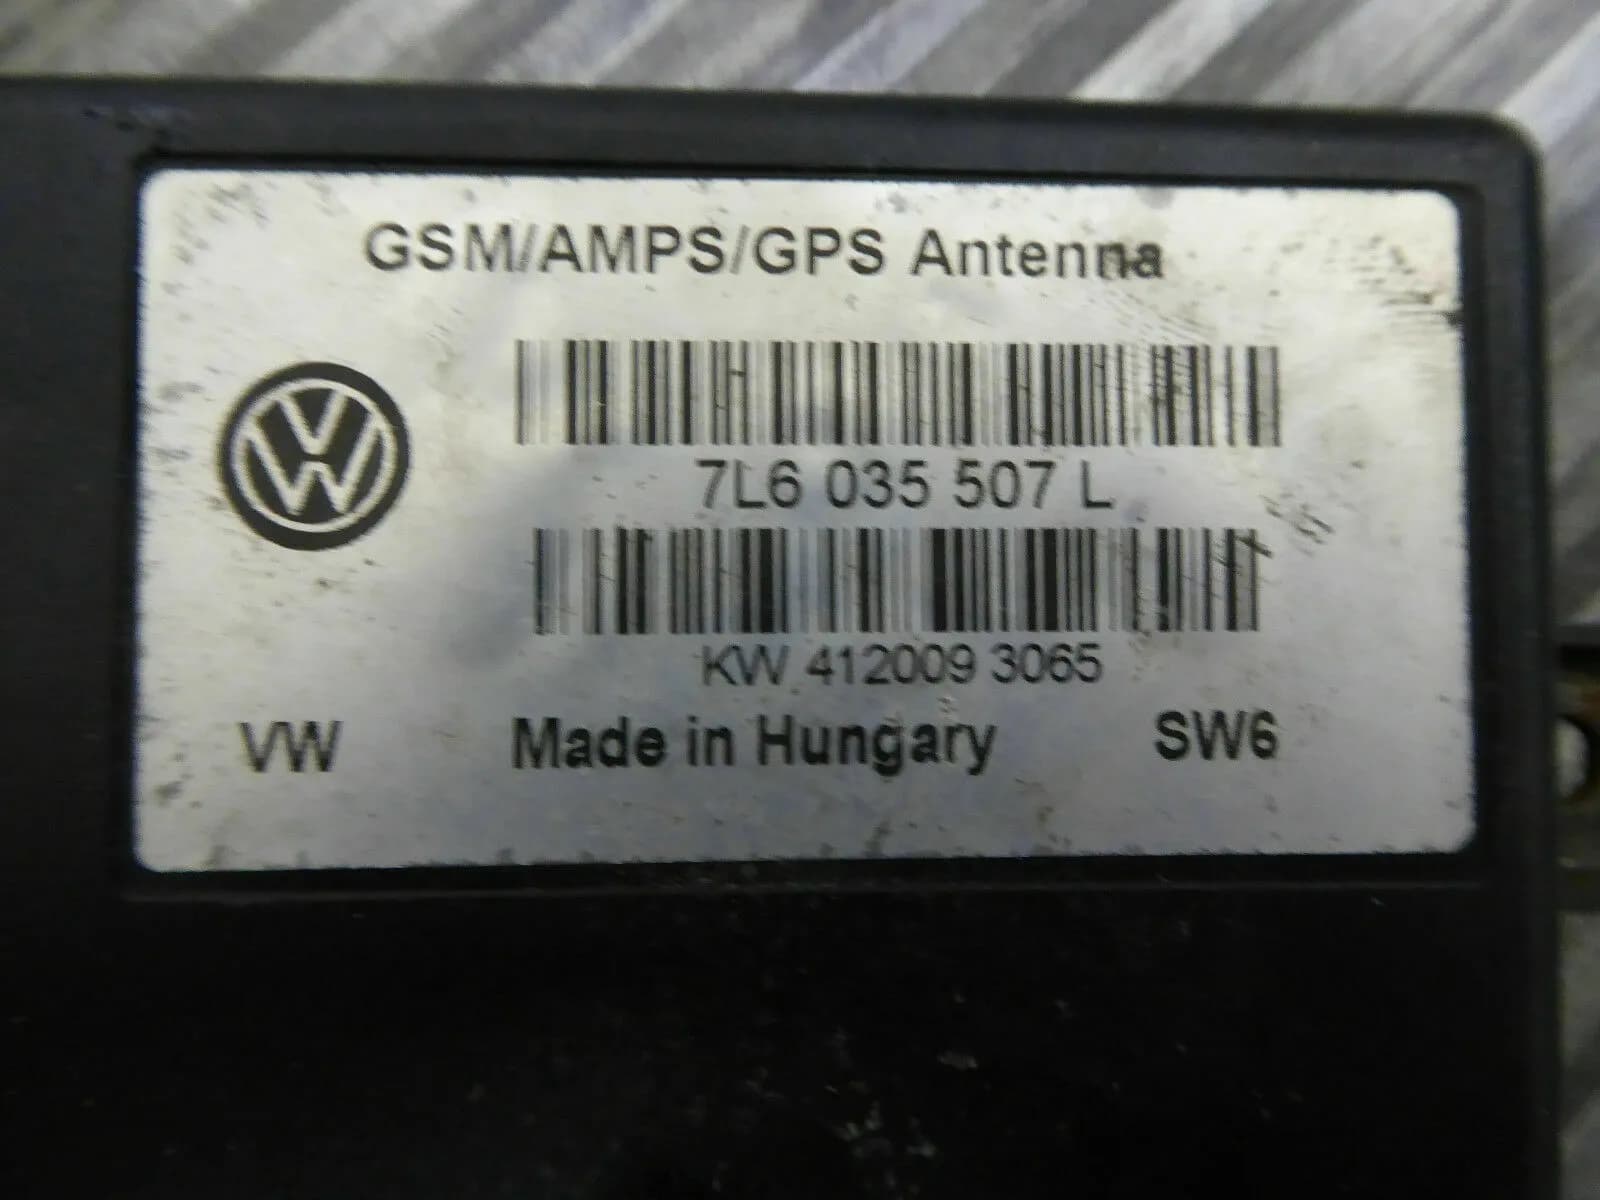 GSM/AMPS/GPS Antenna
7L6 035 507 L
KW 412009 3065
VW Made in Hungary SW6